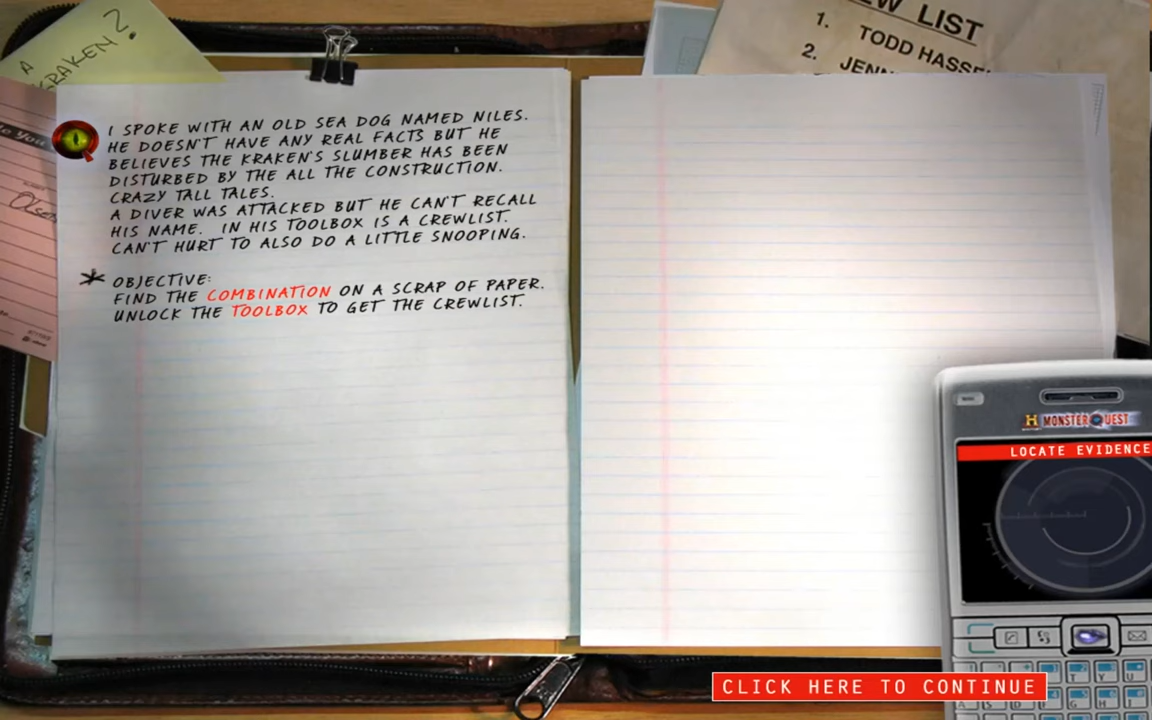 A
KRAKEN?
EW LIST
1. TODD HASSE
2. JENN
I SPOKE WITH AN OLD SEA DOG NAMED NILES.
HE DOESN'T HAVE ANY REAL FACTS BUT HE
BELIEVES THE KRAKEN'S SLUMBER HAS BEEN
DISTURBED BY THE ALL THE CONSTRUCTION.
CRAZY TALL TALES.
A DIVER WAS ATTACKED BUT HE CAN'T RECALL
HIS NAME. IN HIS TOOLBOX IS A CREWLIST.
CAN'T HURT TO ALSO DO A LITTLE SNOOPING.
* OBJECTIVE:
FIND THE COMBINATION ON A SCRAP OF PAPER.
UNLOCK THE TOOLBOX TO GET THE CREWLIST.
You
Olsen
H MONSTERQUEST
LOCATE EVIDENCE
T Y U
A S D F G H J
CLICK HERE TO CONTINUE